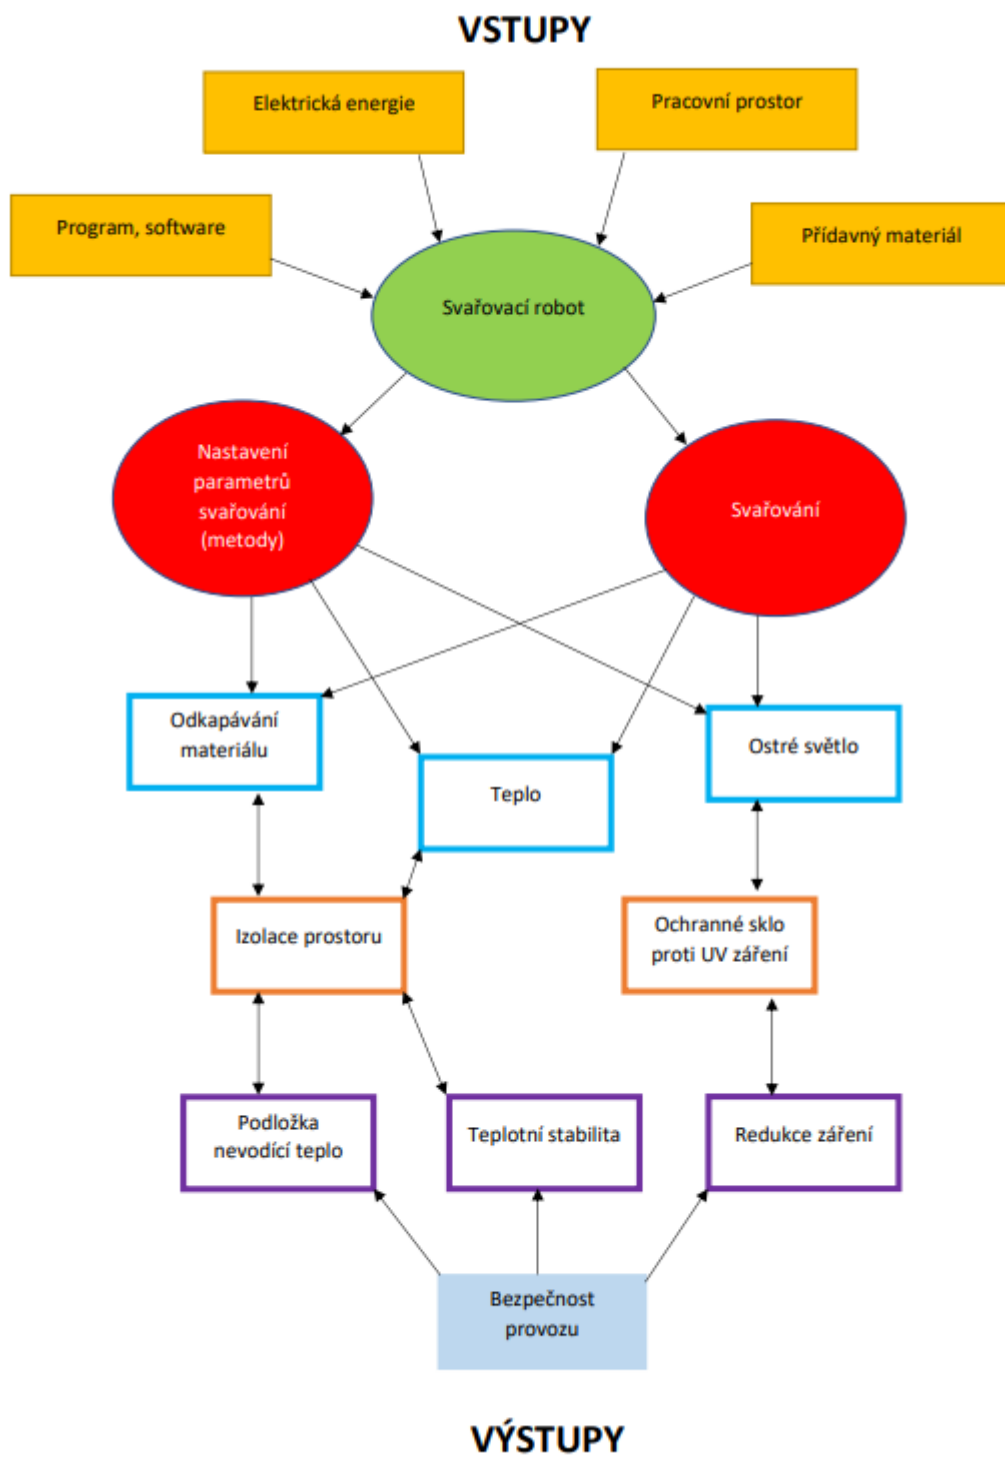 VSTUPY
Elektrická energie
Pracovní prostor
Program, software
Přídavný materiál
Svařovací robot
Nastavení
parametrů
svařování
(metody)
Svařování
Odkapávání
materiálu
Teplo
Ostré světlo
Izolace prostoru
Ochranné sklo
proti UV záření
Podložka
nevodící teplo
Teplotní stabilita
Redukce záření
Bezpečnost
provozu
VÝSTUPY